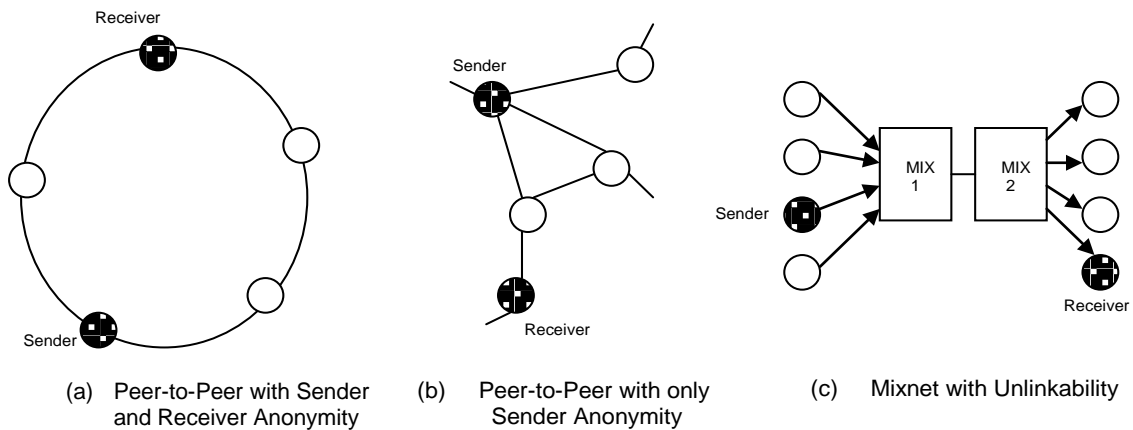 Receiver
Sender
(a) Peer-to-Peer with Sender
and Receiver Anonymity
Sender
Receiver
(b) Peer-to-Peer with only
Sender Anonymity
MIX
1
MIX
2
Sender
Receiver
(c) Mixnet with Unlinkability